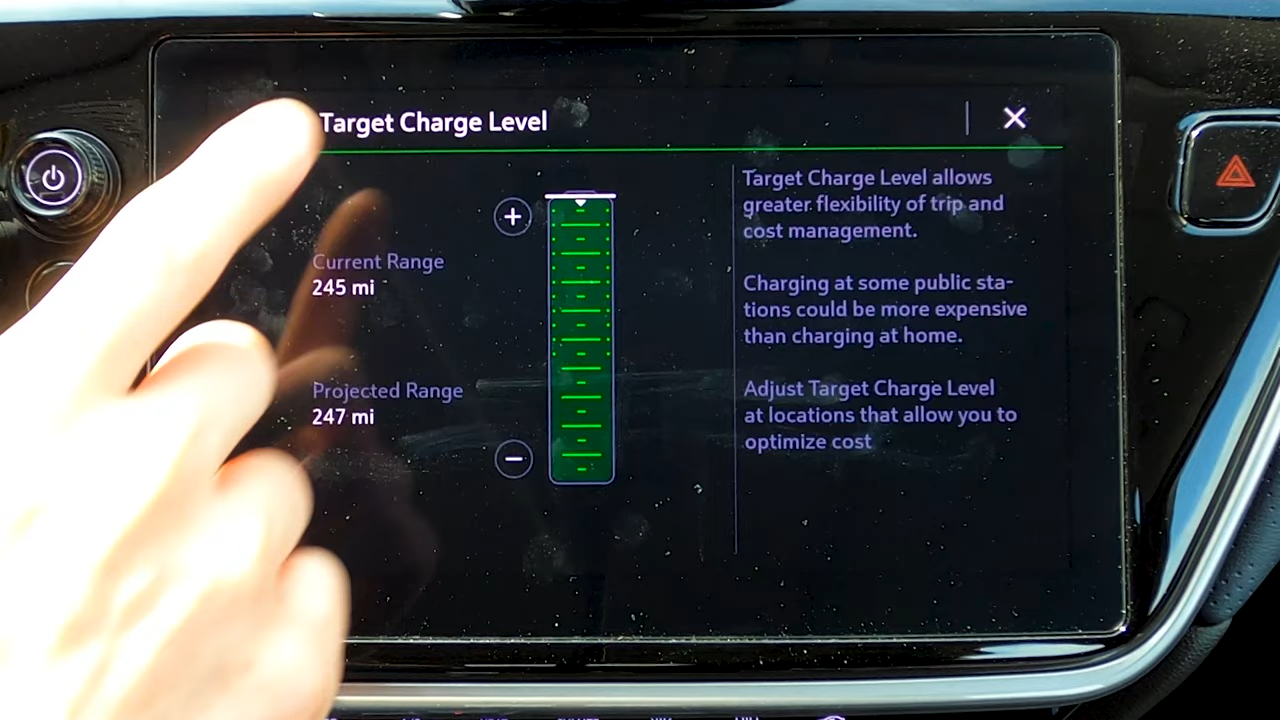 Target Charge Level
Current Range
245 mi
Projected Range
247 mi
Target Charge Level allows
greater flexibility of trip and
cost management.
Charging at some public sta-
tions could be more expensive
than charging at home.
Adjust Target Charge Level
at locations that allow you to
optimize cost